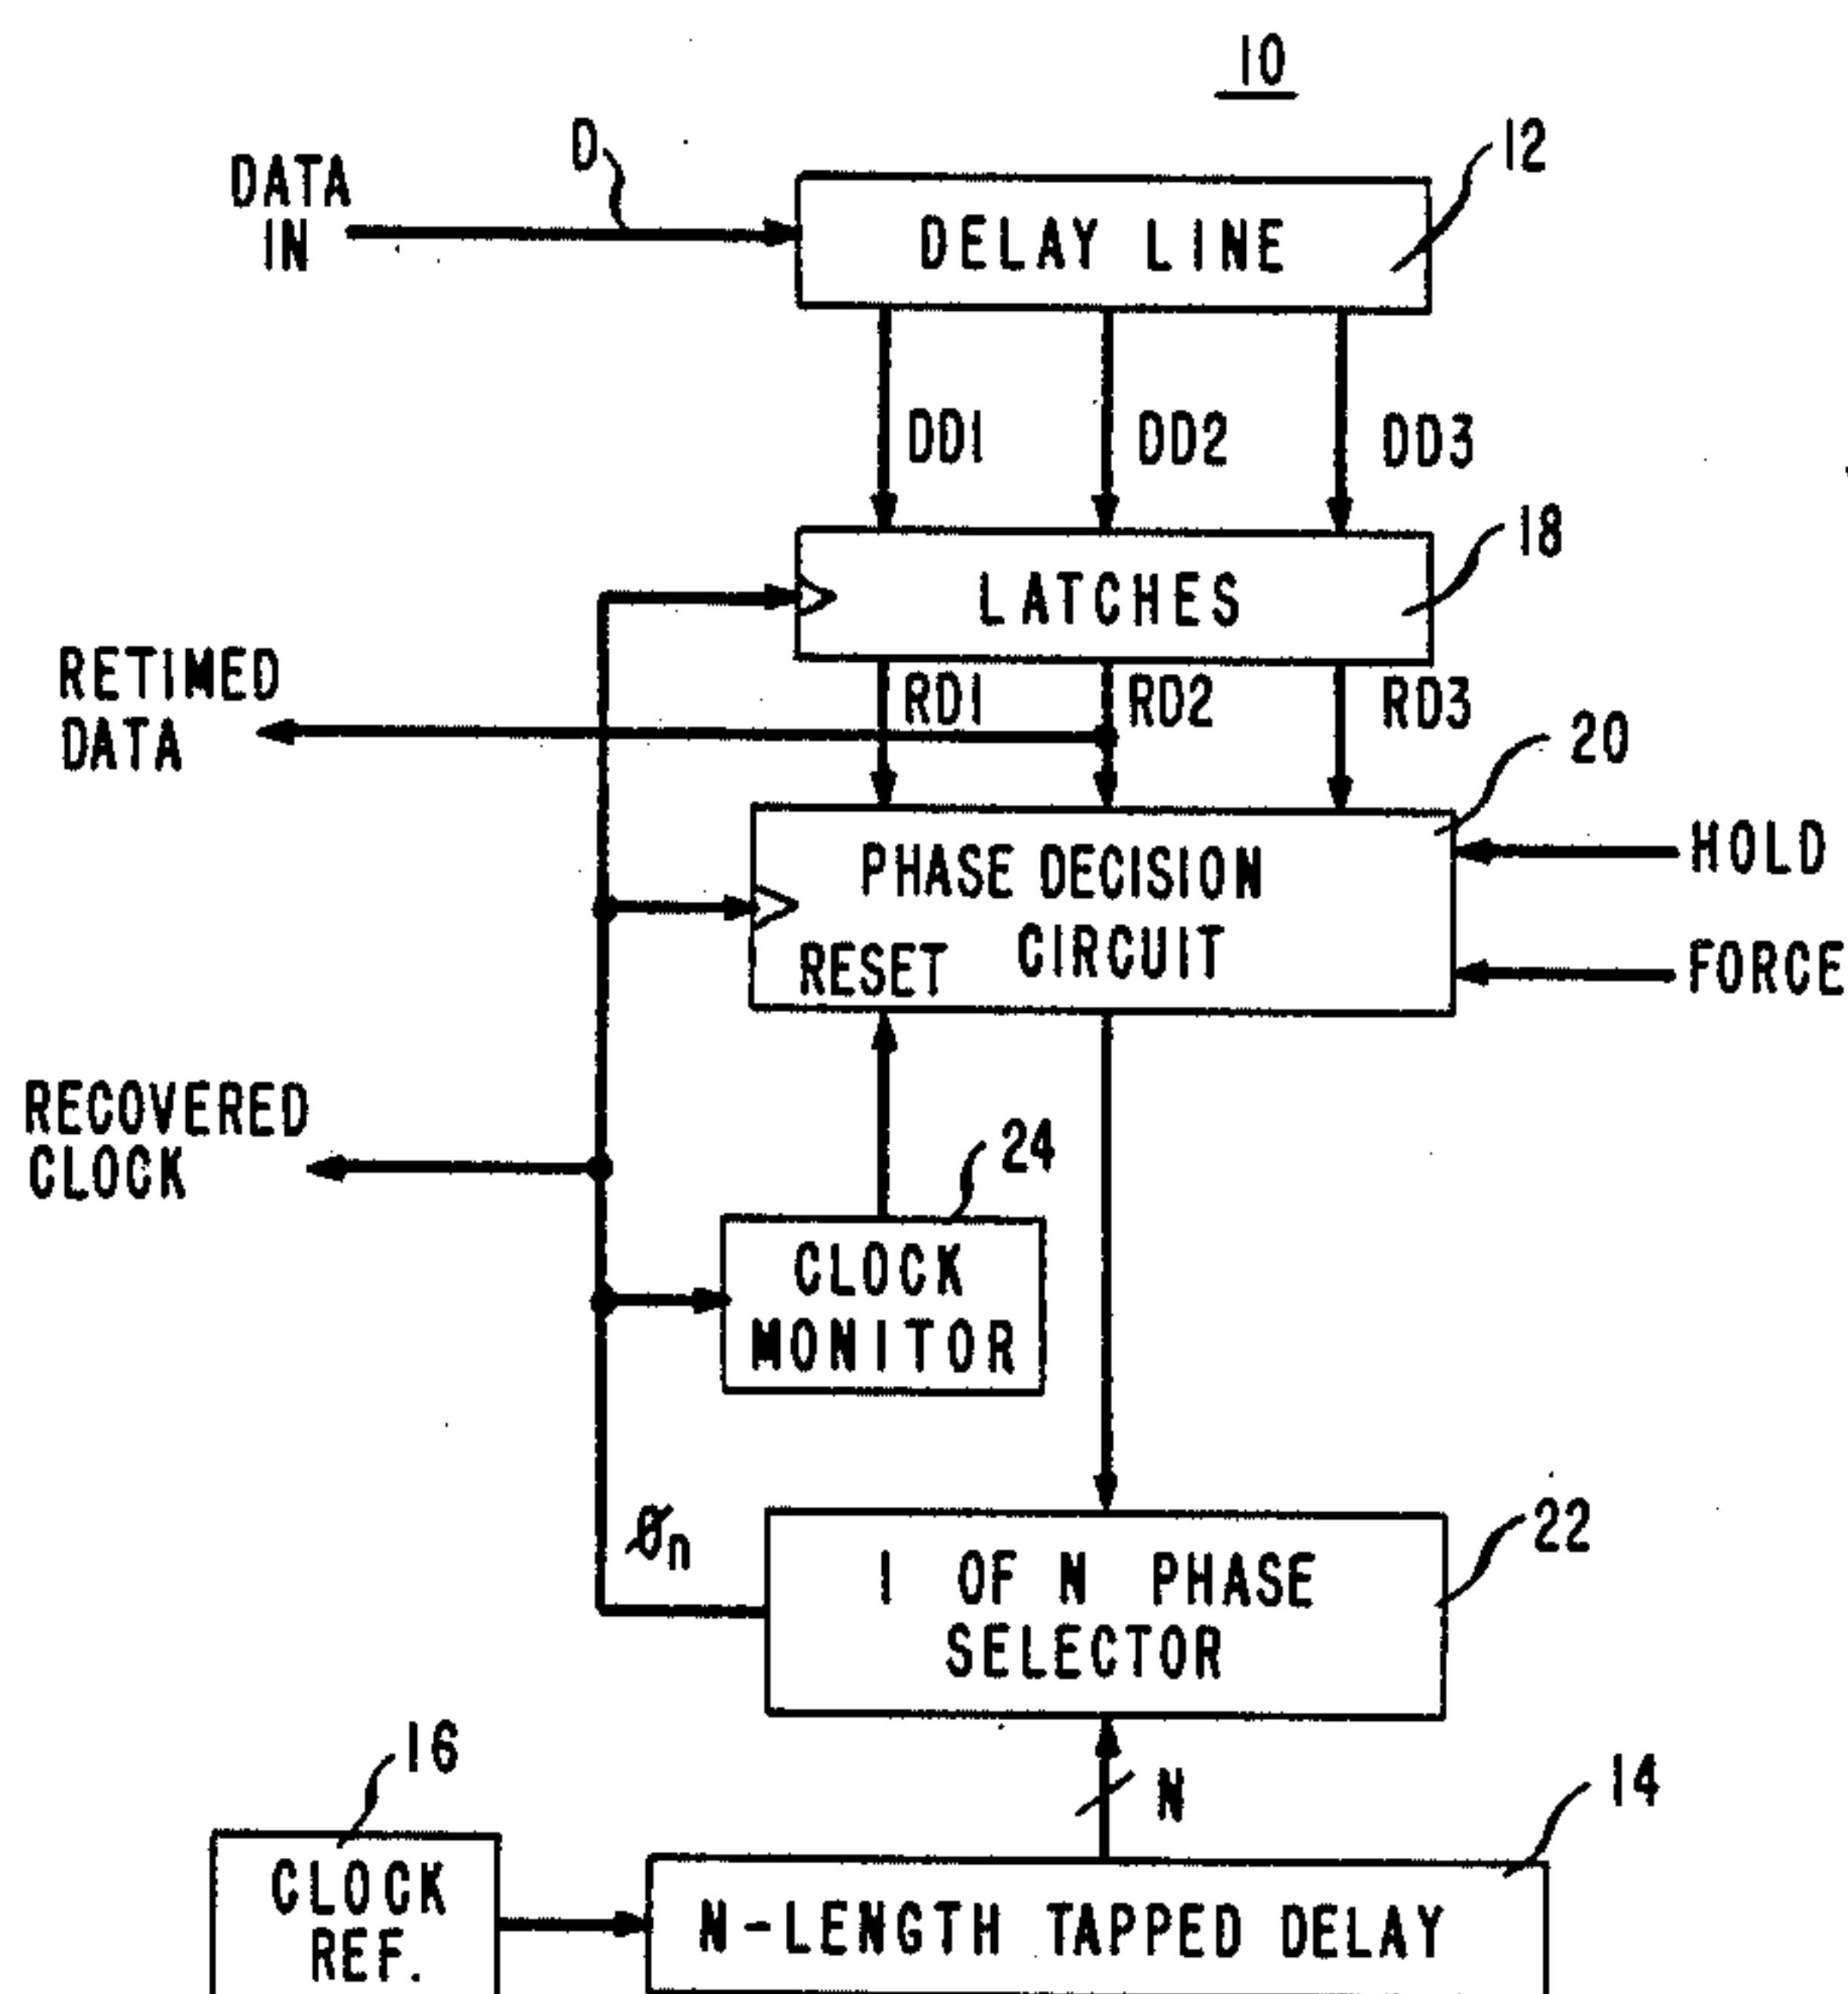 10
D
12
DATA
IN
DELAY LINE
DD1
DD2
DD3
18
LATCHES
RETIMED
DATA
RD1
RD2
RD3
20
PHASE DECISION
CIRCUIT
RESET
HOLD
FORCE
RECOVERED
CLOCK
24
CLOCK
MONITOR
Øn
22
1 OF N PHASE
SELECTOR
16
N
14
CLOCK
REF.
N-LENGTH TAPPED DELAY